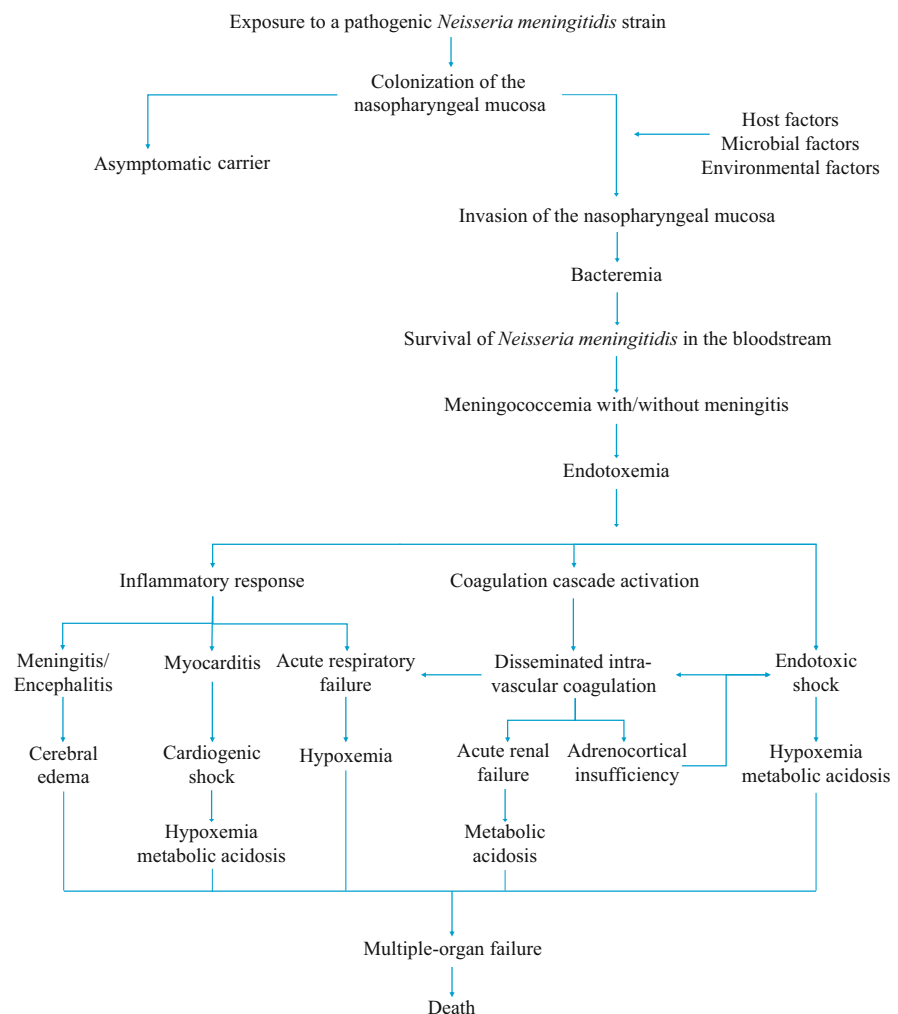 Exposure to a pathogenic Neisseria meningitidis strain
Colonization of the
nasopharyngeal mucosa
Host factors
Microbial factors
Environmental factors
Asymptomatic carrier
Invasion of the nasopharyngeal mucosa
Bacteremia
Survival of Neisseria meningitidis in the bloodstream
Meningococcemia with/without meningitis
Endotoxemia
Inflammatory response
Coagulation cascade activation
Meningitis/
Encephalitis
Myocarditis
Acute respiratory
failure
Disseminated intra-
vascular coagulation
Endotoxic
shock
Cerebral
edema
Cardiogenic
shock
Hypoxemia
Acute renal
failure
Adrenocortical
insufficiency
Hypoxemia
metabolic acidosis
Hypoxemia
metabolic acidosis
Metabolic
acidosis
Multiple-organ failure
Death